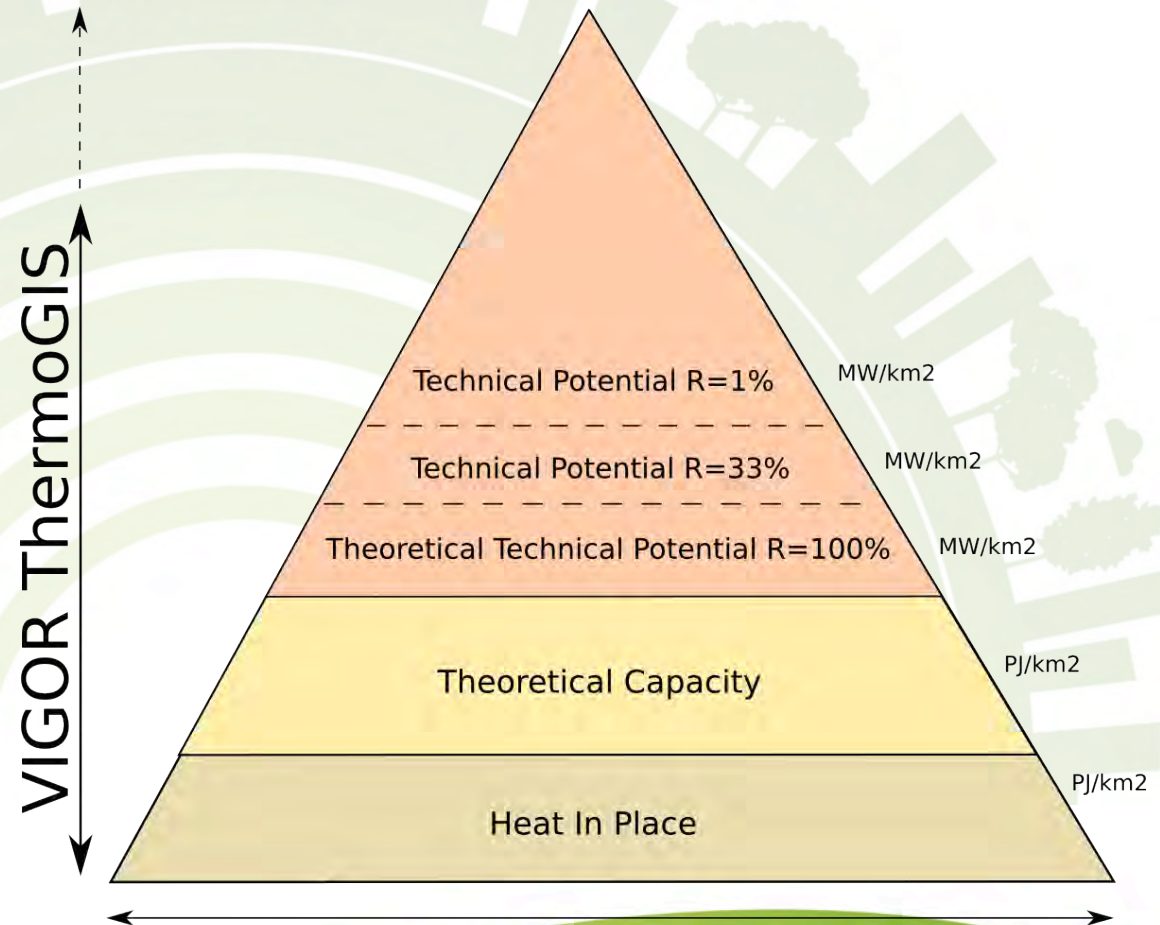 VIGOR ThermoGIS
Technical Potential R=1%
MW/km2
Technical Potential R=33%
MW/km2
Theoretical Technical Potential R=100%
MW/km2
Theoretical Capacity
PJ/km2
Heat In Place
PJ/km2